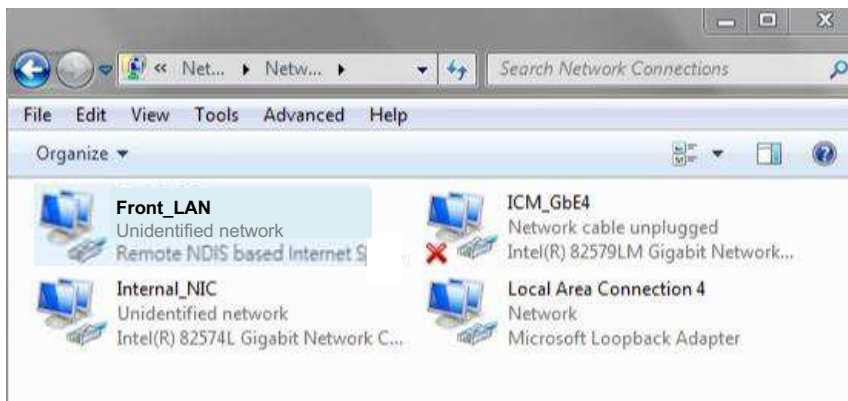 « Net... Netw...
Search Network Connections
File Edit View Tools Advanced Help
Organize
Front_LAN
Unidentified network
Remote NDIS based Internet S
ICM_GbE4
Network cable unplugged
Intel(R) 82579LM Gigabit Network...
Internal_NIC
Unidentified network
Intel(R) 82574L Gigabit Network C...
Local Area Connection 4
Network
Microsoft Loopback Adapter